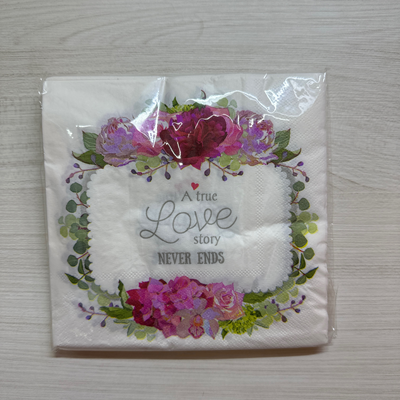 A true
Love
story
NEVER ENDS